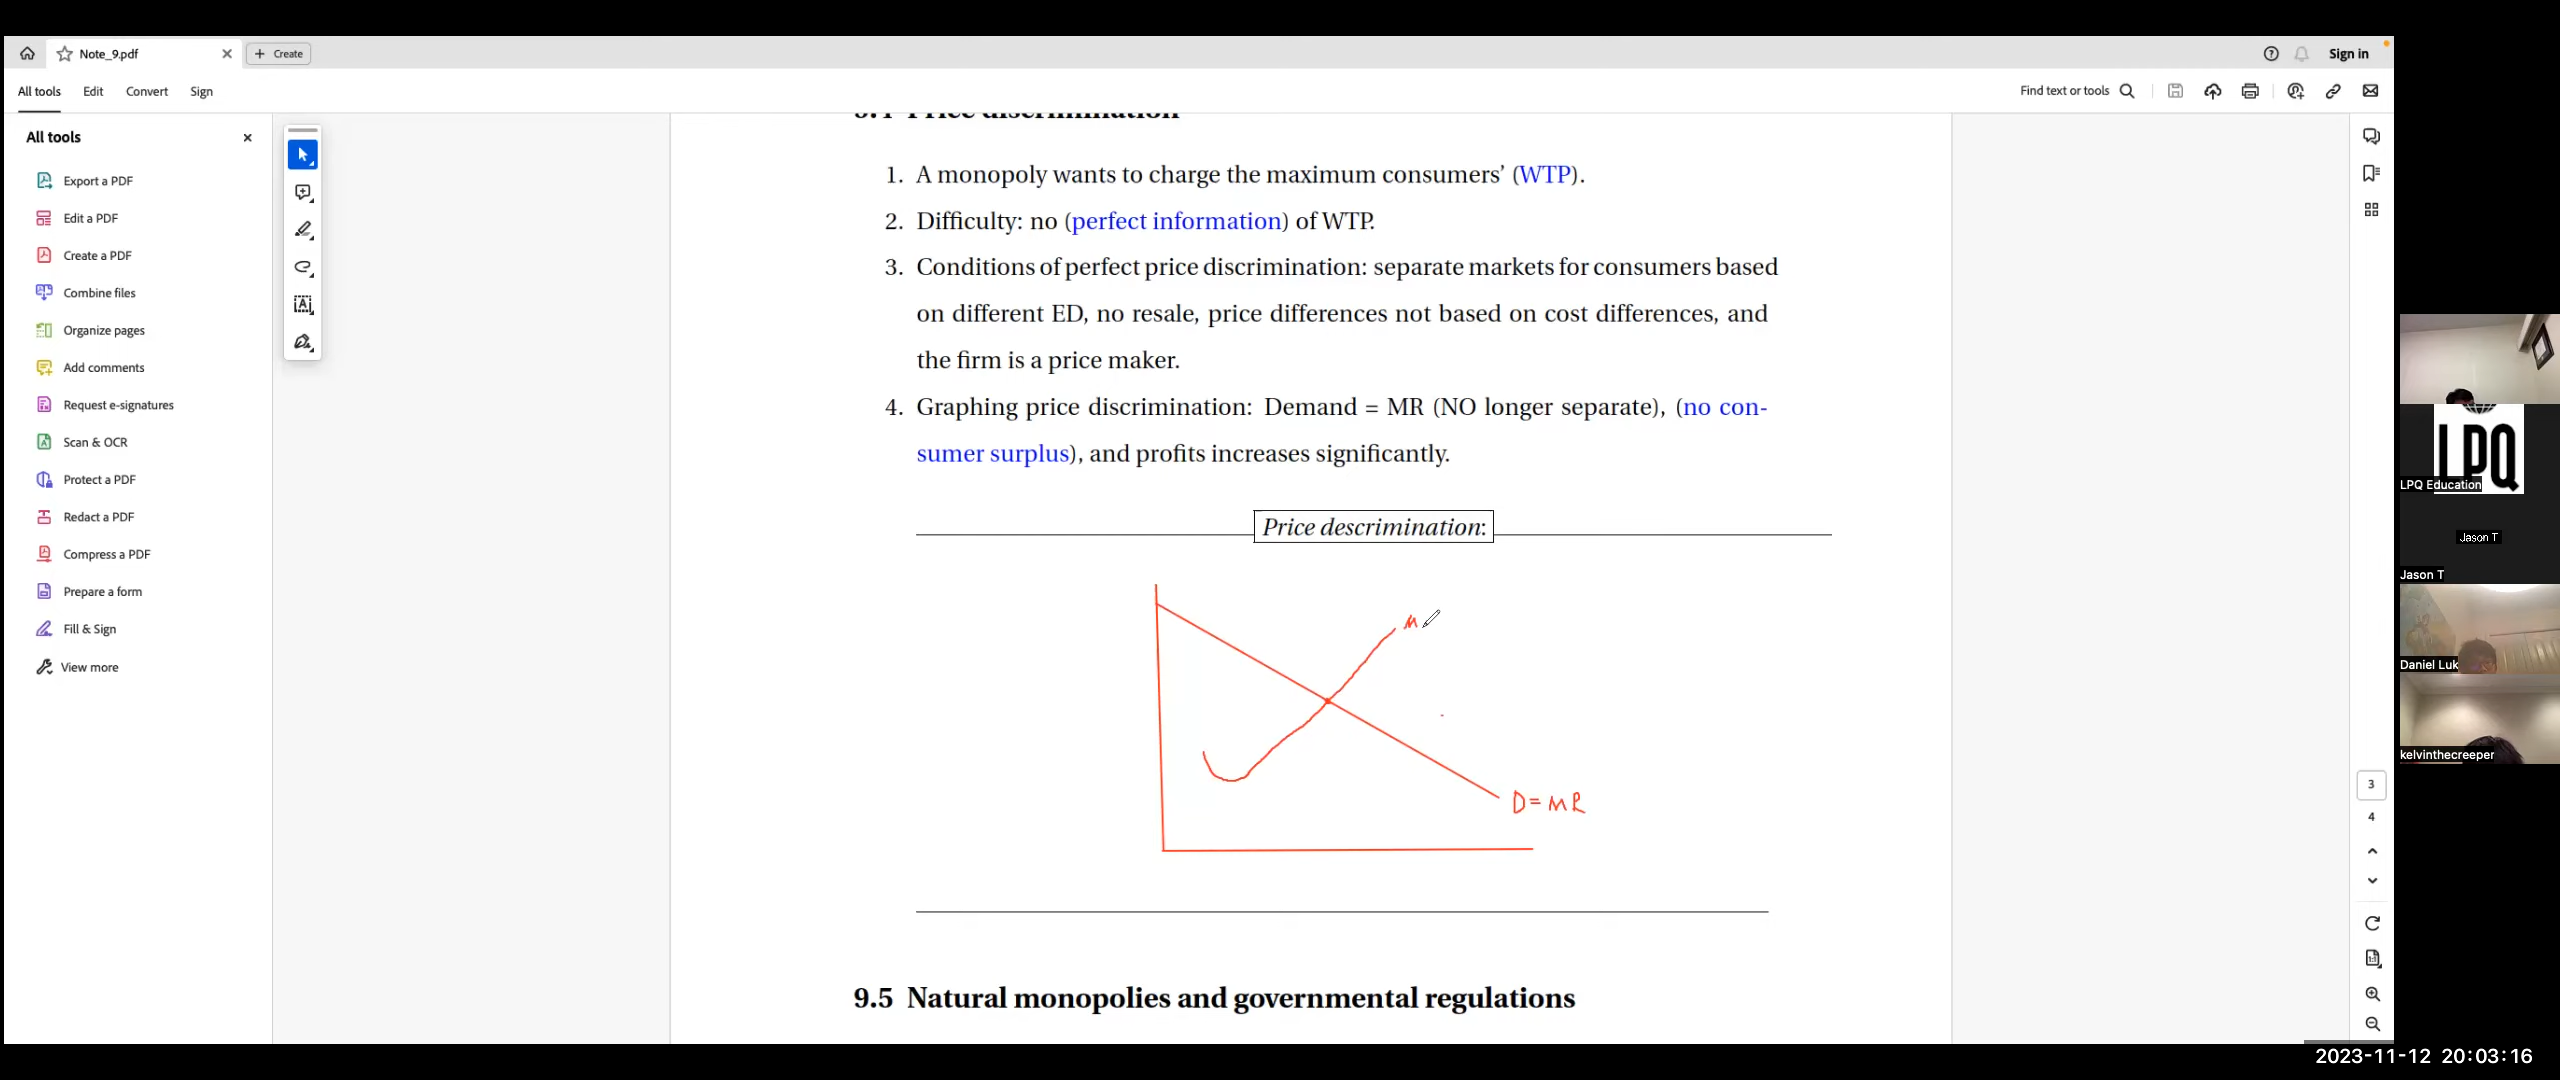 Note_9.pdf
Create
Sign in
All tools
Edit
Convert
Sign
Find text or tools
All tools
Export a PDF
Edit a PDF
Create a PDF
Combine files
Organize pages
Add comments
Request e-signatures
Scan & OCR
Protect a PDF
Redact a PDF
Compress a PDF
Prepare a form
Fill & Sign
View more
Price discrimination
1. A monopoly wants to charge the maximum consumers’ (WTP).
2. Difficulty: no (perfect information) of WTP.
3. Conditions of perfect price discrimination: separate markets for consumers based
on different ED, no resale, price differences not based on cost differences, and
the firm is a price maker.
4. Graphing price discrimination: Demand = MR (NO longer separate), (no con-
sumer surplus), and profits increases significantly.
Price descrimination:
M
D = MR
9.5 Natural monopolies and governmental regulations
3
4
LPQ
LPQ Education
Jason T
Jason T
Daniel Luk
kelvinthecreeper
2023-11-12 20:03:16